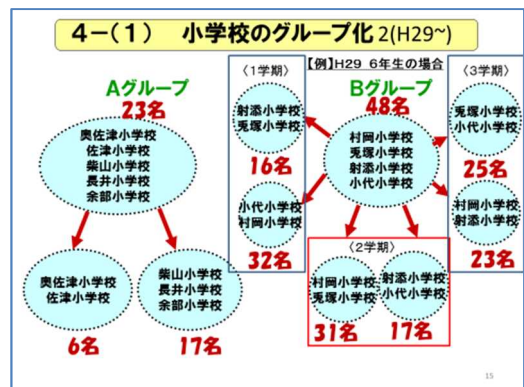 4-(1) 小学校のグループ化 2(H29~)
〈1学期〉
【例】H29 6年生の場合
〈3学期〉
Aグループ
23名
奥佐津小学校
佐津小学校
柴山小学校
長井小学校
余部小学校
奥佐津小学校
佐津小学校
6名
柴山小学校
長井小学校
余部小学校
17名
Bグループ
48名
村岡小学校
兎塚小学校
射添小学校
小代小学校
射添小学校
兎塚小学校
16名
小代小学校
村岡小学校
32名
〈2学期〉
村岡小学校
兎塚小学校
31名
射添小学校
小代小学校
17名
兎塚小学校
小代小学校
25名
村岡小学校
射添小学校
23名
15